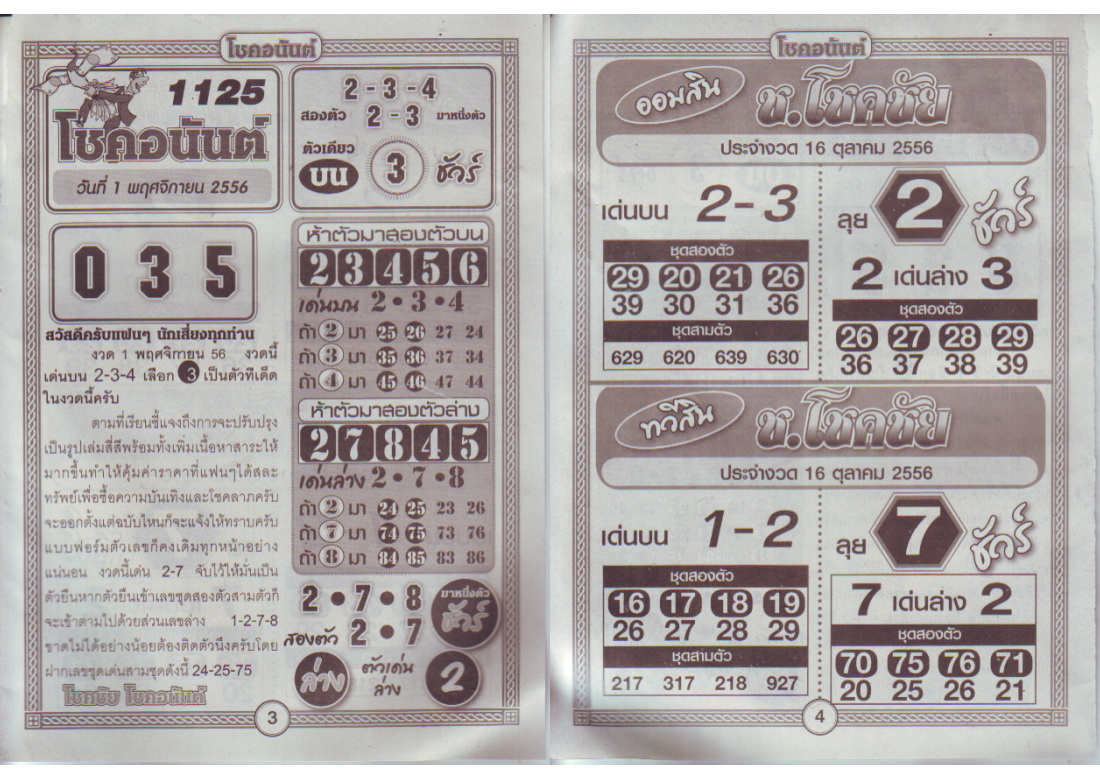 โชคอนันต์
1125
โชคอนันต์
วันที่ 1 พฤศจิกายน 2556
2 - 3 - 4
สองตัว 2 - 3 มาหนึ่งตัว
ตัวเดียว
บน 3 ชัวร์
0 3 5
สวัสดีครับแฟนๆ นักเสี่ยงทุกท่าน
งวด 1 พฤศจิกายน 56 งวดนี้
เด่นบน 2-3-4 เลือก 3 เป็นตัวทีเด็ด
ในงวดนี้ครับ
ตามที่เรียนชี้แจงถึงการจะปรับปรุง
เป็นรูปเล่มสี่สีพร้อมทั้งเพิ่มเนื้อหาสาระให้
มากขึ้นทำให้คุ้มค่าราคาที่แฟนๆได้สละ
ทรัพย์เพื่อซื้อความบันเทิงและโชคลาภครับ
จะออกตั้งแต่ฉบับไหนก็จะแจ้งให้ทราบครับ
แบบฟอร์มตัวเลขก็คงเดิมทุกหน้าอย่าง
แน่นอน งวดนี้เด่น 2-7 จับไว้ให้มั่นเป็น
ตัวยืนหากตัวยืนเข้าเลขชุดสองตัวสามตัวก็
จะเข้าตามไปด้วยส่วนเลขล่าง 1-2-7-8
ขาดไม่ได้อย่างน้อยต้องติดตัวนึงครับโดย
ฝากเลขชุดเด่นสามชุดดังนี้ 24-25-75
โชคชัย โชคอนันต์
ห้าตัวมาสองตัวบน
2 3 4 5 6
เด่นบน 2 • 3 • 4
ถ้า 2 มา 25 26 27 24
ถ้า 3 มา 35 36 37 34
ถ้า 4 มา 45 46 47 44
ห้าตัวมาสองตัวล่าง
2 7 8 4 5
เด่นล่าง 2 • 7 • 8
ถ้า 2 มา 24 25 23 26
ถ้า 7 มา 74 75 73 76
ถ้า 8 มา 84 85 83 86
2 • 7 • 8 มาหนึ่งตัว
สองตัว 2 • 7 ชัวร์
ล่าง ตัวเด่น
ล่าง 2
3
โชคอนันต์
ออมสิน ช.โชคชัย
ประจำงวด 16 ตุลาคม 2556
เด่นบน 2 - 3
ชุดสองตัว
29 20 21 26
39 30 31 36
ชุดสามตัว
629 620 639 630
ลุย 2 ชัวร์
2 เด่นล่าง 3
ชุดสองตัว
26 27 28 29
36 37 38 39
ทวีสิน ช.โชคชัย
ประจำงวด 16 ตุลาคม 2556
เด่นบน 1 - 2
ชุดสองตัว
16 17 18 19
26 27 28 29
ชุดสามตัว
217 317 218 927
ลุย 7 ชัวร์
7 เด่นล่าง 2
ชุดสองตัว
70 75 76 71
20 25 26 21
4